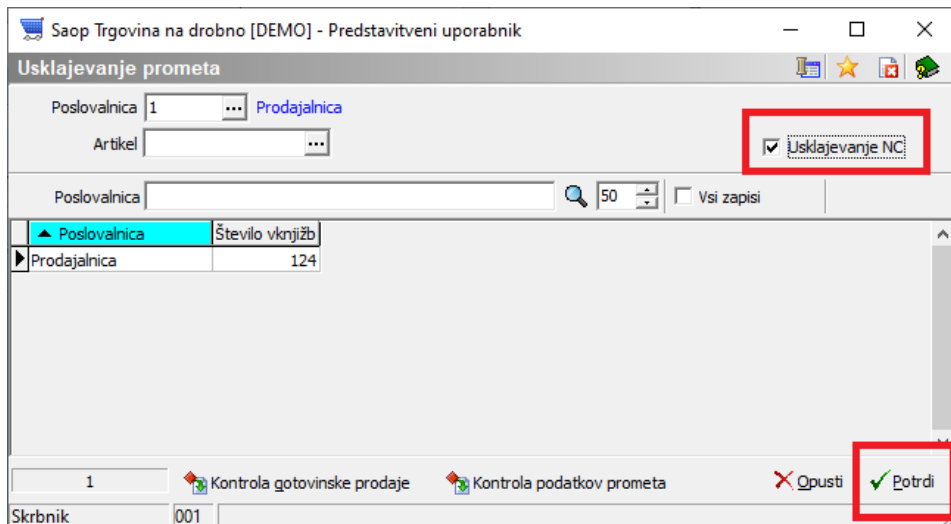 Saop Trgovina na drobno [DEMO] - Predstavitveni uporabnik
Usklajevanje prometa
Poslovalnica 1 ... Prodajalnica
Artikel ... Usklajevanje NC
Poslovalnica 50 Vsi zapisi
Poslovalnica Število vknjižb
Prodajalnica 124
1 Kontrola gotovinske prodaje Kontrola podatkov prometa Opusti Potrdi
Skrbnik 001